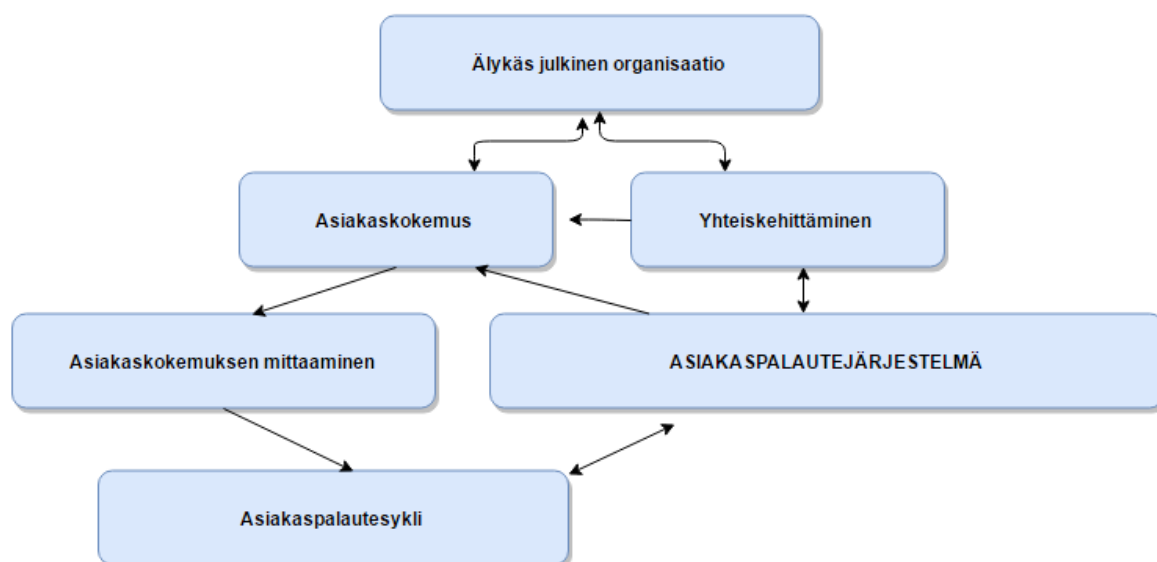 Älykäs julkinen organisaatio
Asiakaskokemus
Yhteiskehittäminen
Asiakaskokemuksen mittaaminen
ASIAKASPALAUTEJÄRJESTELMÄ
Asiakaspalautesykli